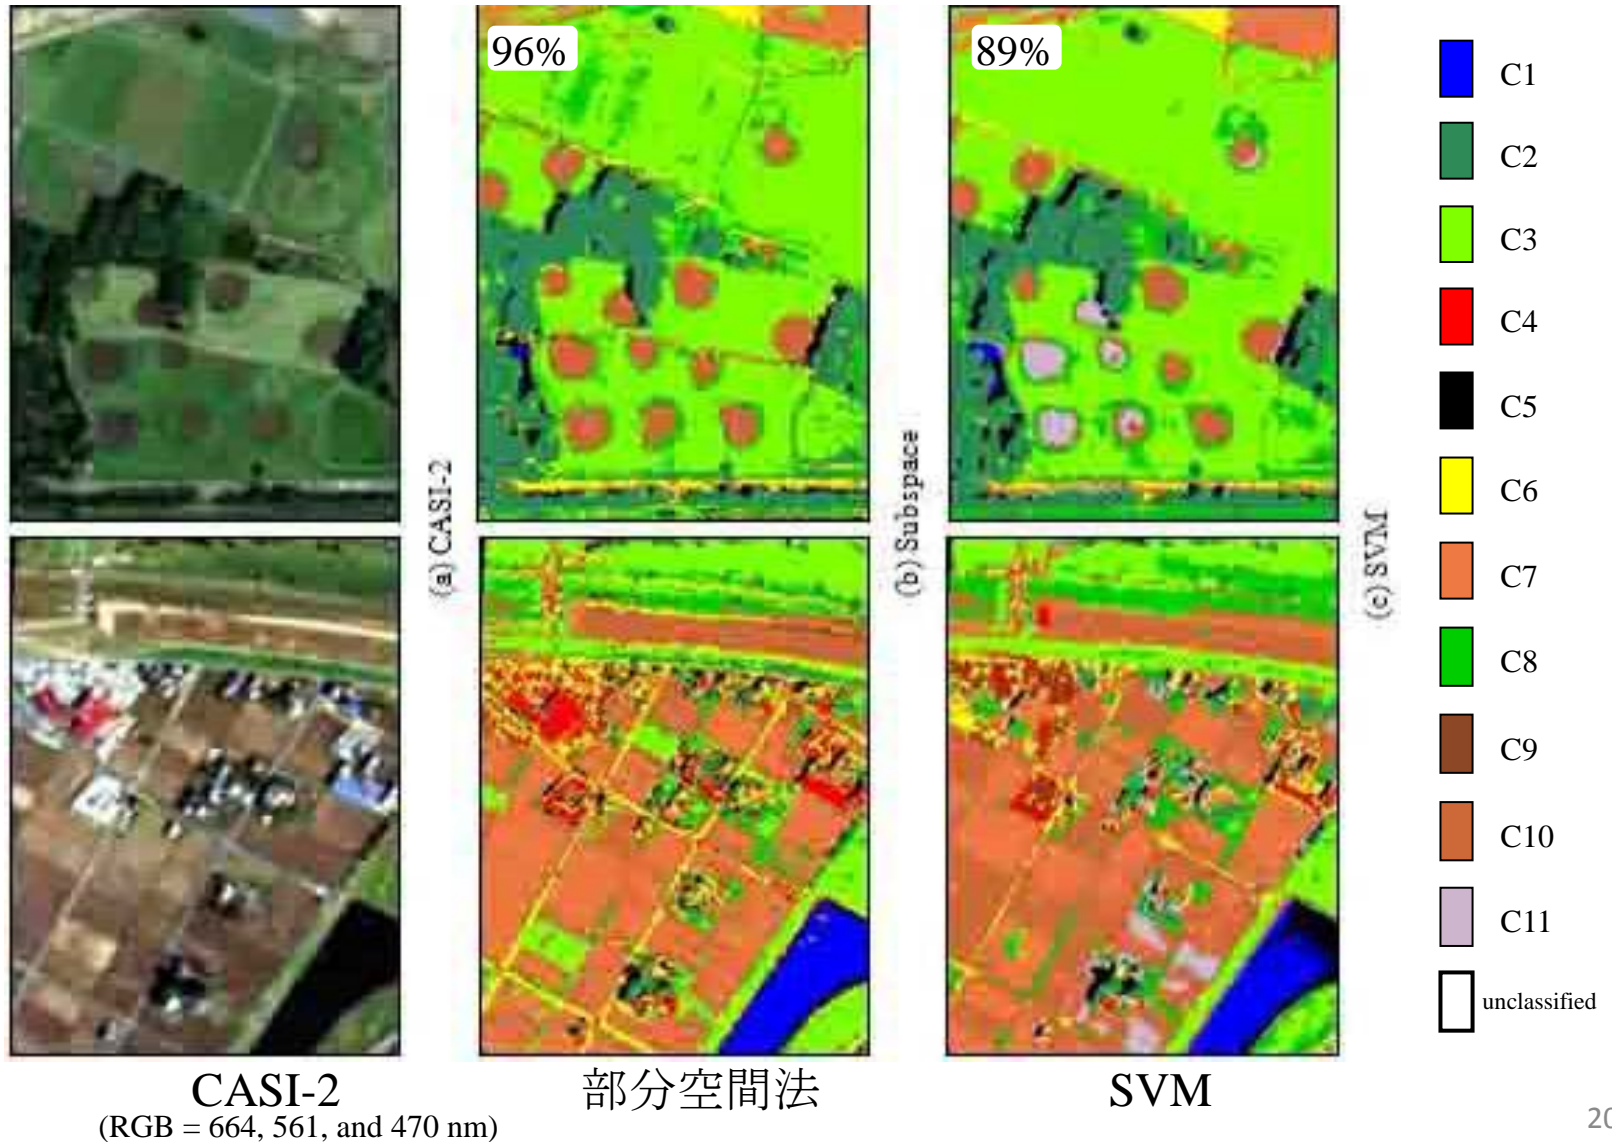 96%
89%
(a) CASI-2
(b) Subspace
(c) SVM
C1
C2
C3
C4
C5
C6
C7
C8
C9
C10
C11
unclassified
CASI-2
(RGB = 664, 561, and 470 nm)
部分空間法
SVM
20